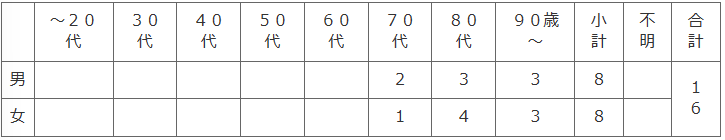 ～２０代 ３０代 ４０代 ５０代 ６０代 ７０代 ８０代 ９０歳～ 小計 不明 合計
男 2 3 3 8 16
女 1 4 3 8